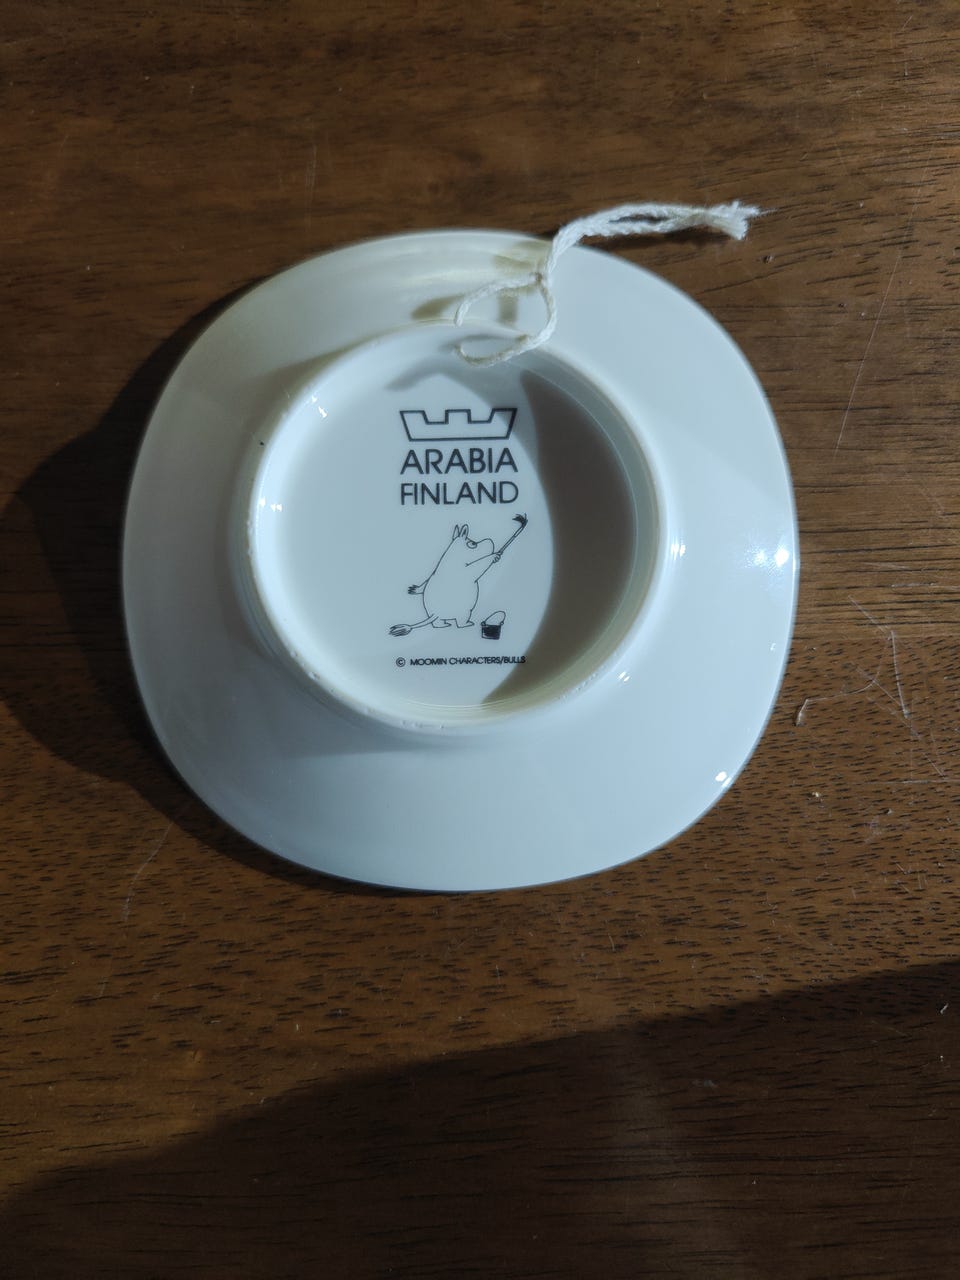 ARABIA
FINLAND
© MOOMIN CHARACTERS/BULLS